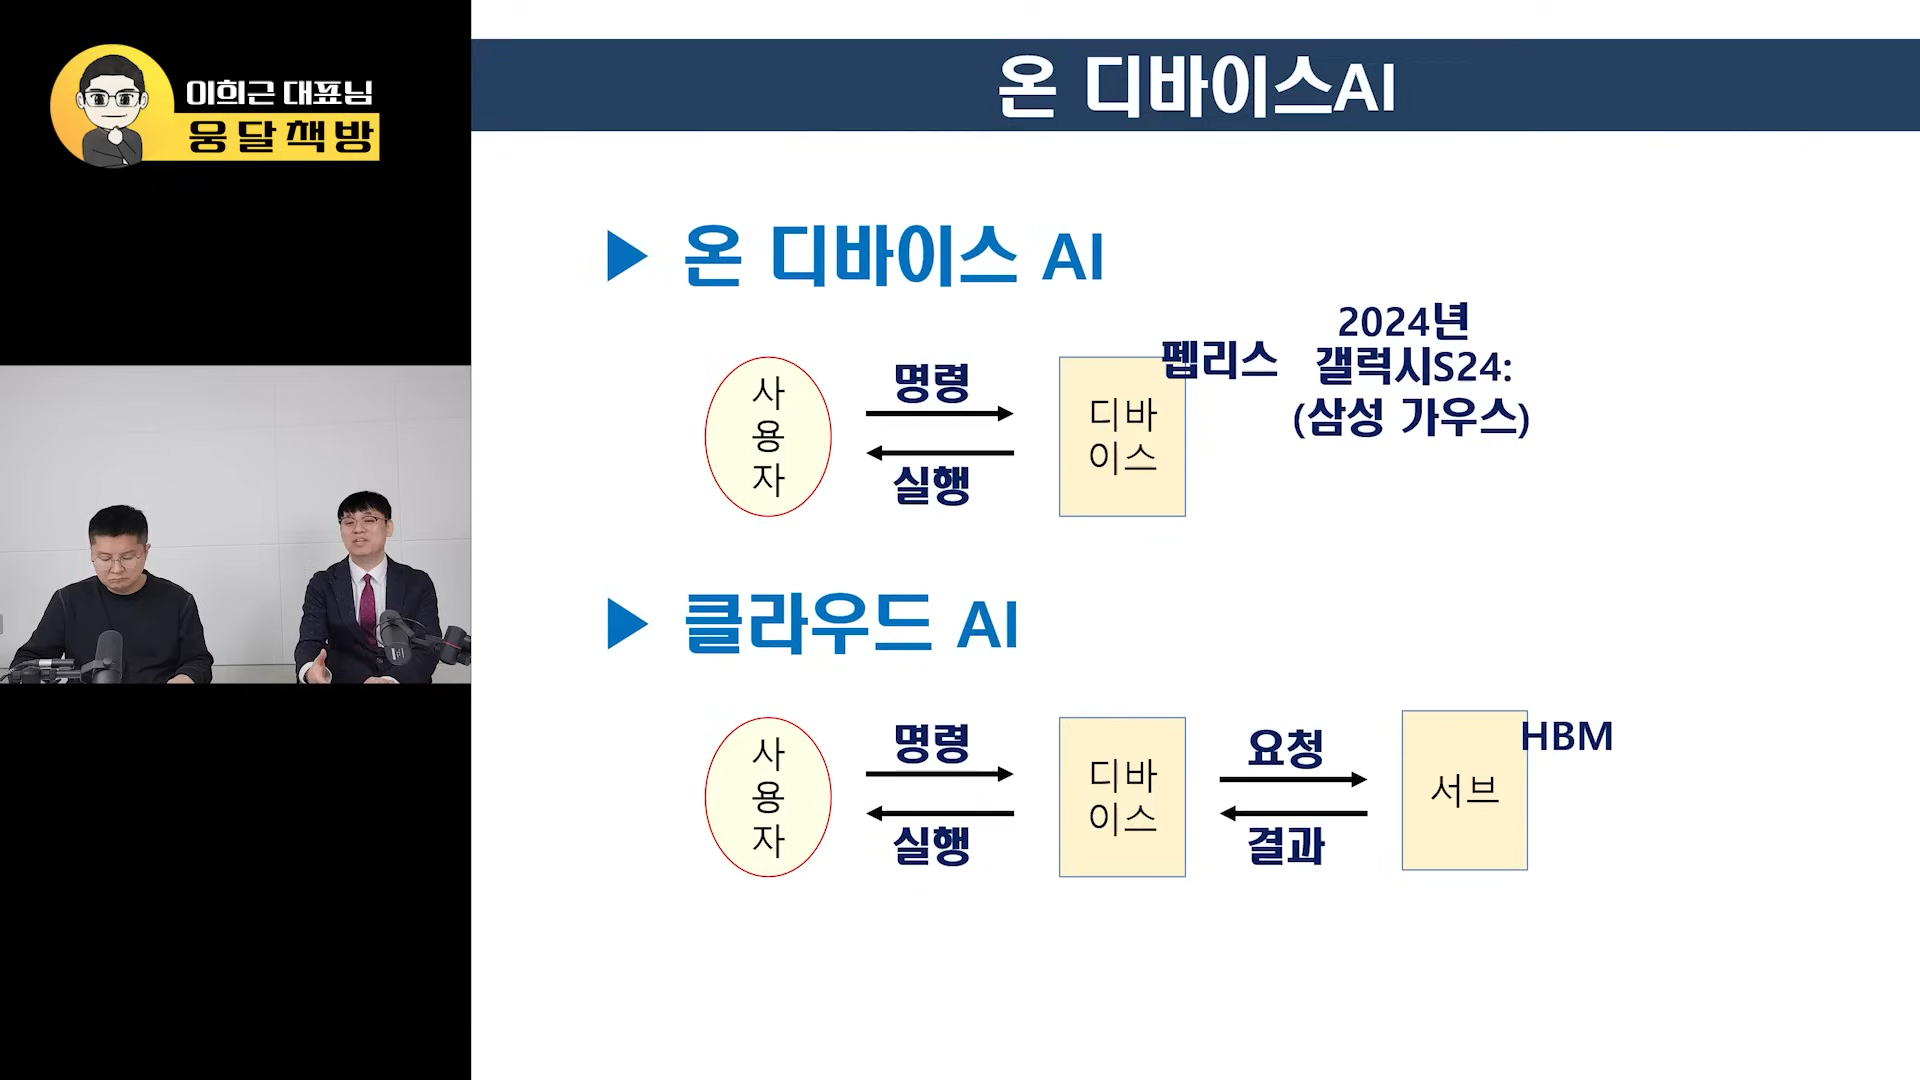 이희근 대표님
웅달책방
온 디바이스AI
▶ 온 디바이스 AI
사용자
명령
실행
디바
이스
펩리스
2024년
갤럭시S24:
(삼성 가우스)
▶ 클라우드 AI
사용자
명령
실행
디바
이스
요청
결과
서브
HBM